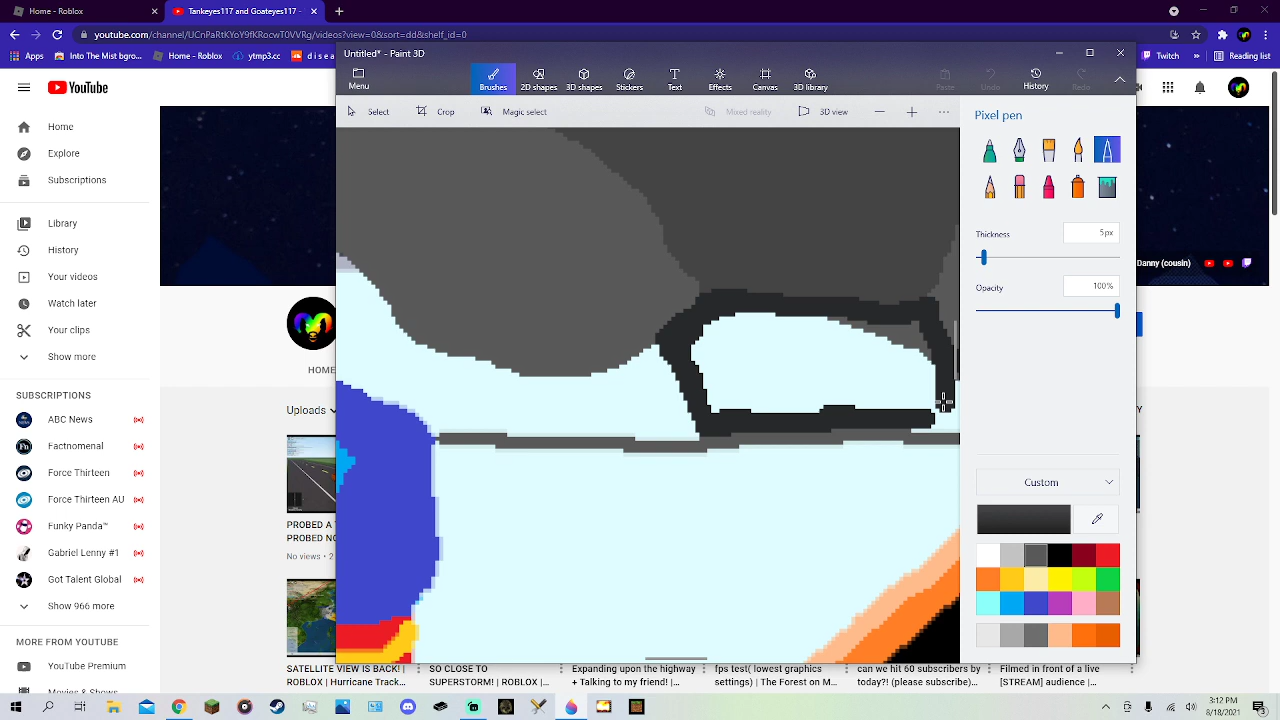 Home - Roblox
Tankeyes117 and Ghostleader -
youtube.com/channel/UCnPaRtKYoY9fKRocwT0VVRg/videos?view=0&sort=dd&shelf_id=0
Apps
Into The Mist bgro...
Home - Roblox
ytmp3.cc
d i s e a
Reading list
Untitled* - Paint 3D
YouTube
Menu
Brushes
2D shapes
3D shapes
Stickers
Text
Effects
Canvas
3D library
Paste
Undo
History
Redo
Select
Crop
Magic select
Mixed reality
3D view
Pixel pen
Home
Explore
Subscriptions
Library
History
Your videos
Watch later
Your clips
Show more
Thickness
5px
Danny (cousin)
Opacity
100%
HOME
SUBSCRIPTIONS
Uploads
ABC News
Factnomenal
Force Thirteen
Force Thirteen AU
Funky Panda™
Gabriel Lenny #1
Got Talent Global
Show 966 more
MORE FROM YOUTUBE
YouTube Premium
Custom
PROBED A
PROBED NO
No views • 2
SATELLITE VIEW IS BACK! |
ROBLOX | Hurricane Track...
SO CLOSE TO
SUPERSTORM! | ROBLOX |...
Expanding upon the highway
+ Talking to my friend! |...
fps test( lowest graphics
settings) | The Forest on M...
can we hit 60 subscribers by
today!? (please subscribe)...
Filmed in front of a live
[STREAM] audience |...
3:12 PM
8/18/2021